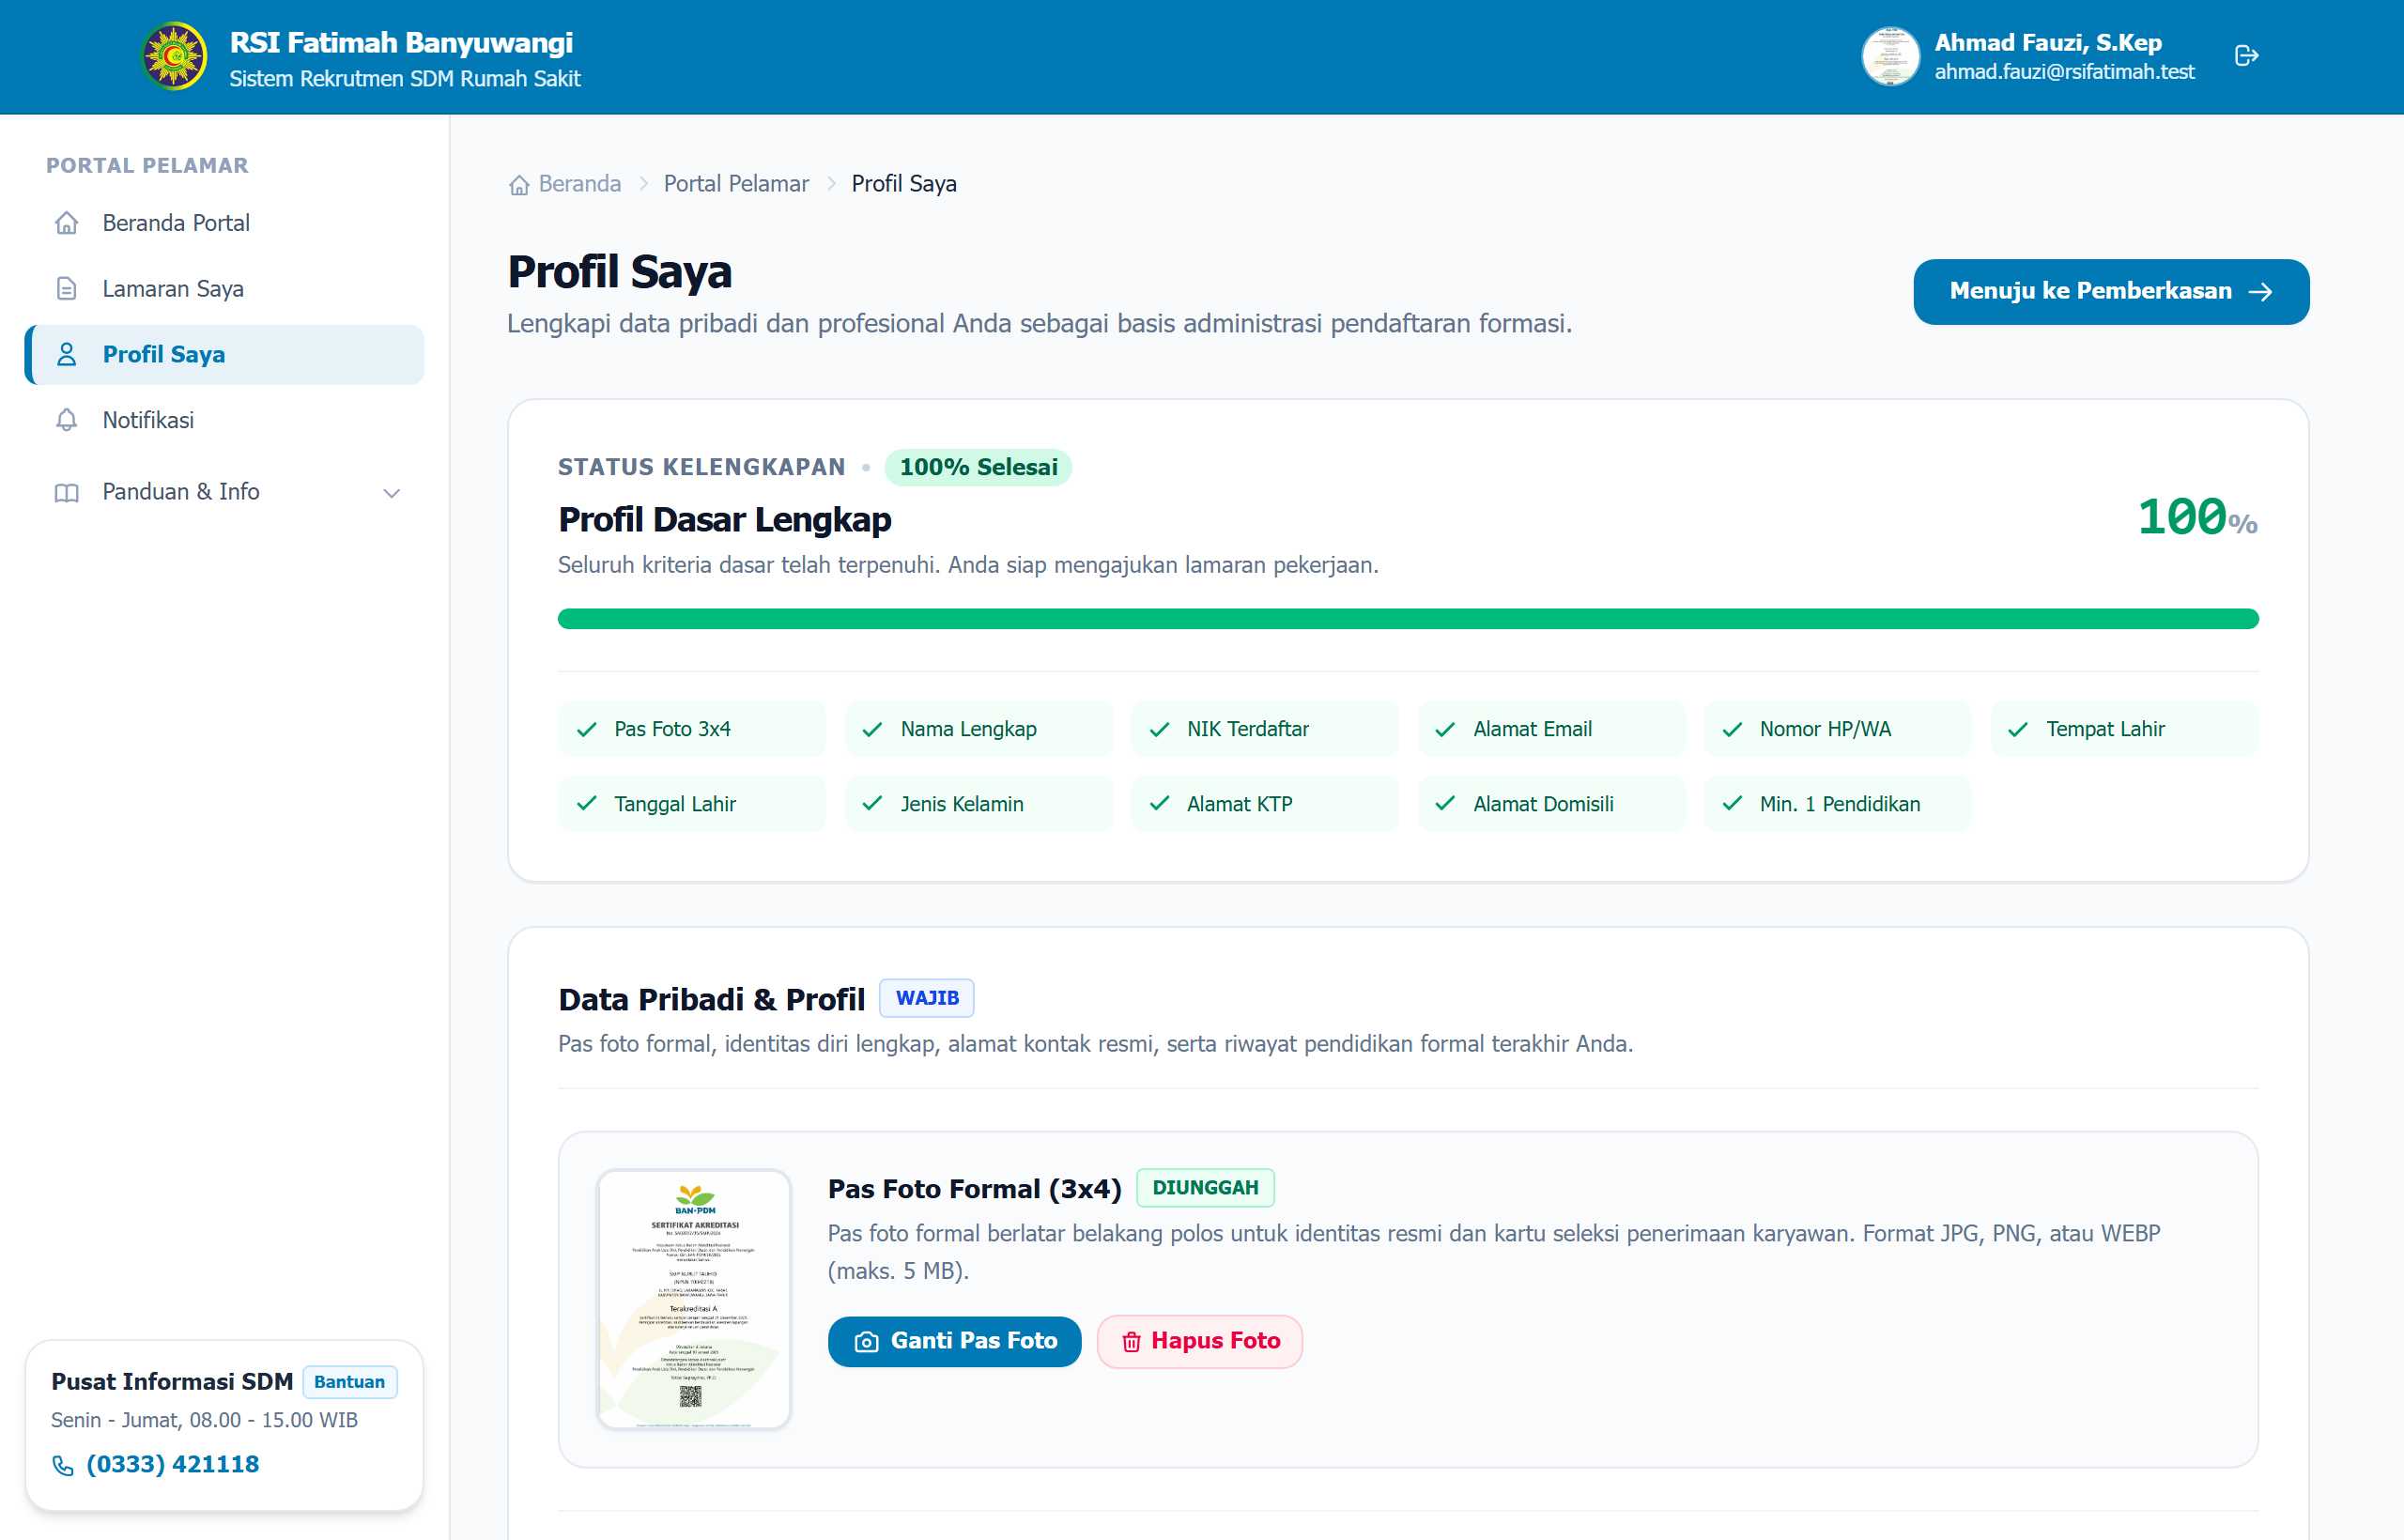 RSI Fatimah Banyuwangi
Sistem Rekrutmen SDM Rumah Sakit
Ahmad Fauzi, S.Kep
ahmad.fauzi@rsifatimah.test
PORTAL PELAMAR
Beranda Portal
Lamaran Saya
Profil Saya
Notifikasi
Panduan & Info
Pusat Informasi SDM Bantuan
Senin - Jumat, 08.00 - 15.00 WIB
(0333) 421118
Beranda Portal Pelamar Profil Saya
Profil Saya
Lengkapi data pribadi dan profesional Anda sebagai basis administrasi pendaftaran formasi.
Menuju ke Pemberkasan
STATUS KELENGKAPAN • 100% Selesai
Profil Dasar Lengkap
Seluruh kriteria dasar telah terpenuhi. Anda siap mengajukan lamaran pekerjaan.
100%
Pas Foto 3x4
Nama Lengkap
NIK Terdaftar
Alamat Email
Nomor HP/WA
Tempat Lahir
Tanggal Lahir
Jenis Kelamin
Alamat KTP
Alamat Domisili
Min. 1 Pendidikan
Data Pribadi & Profil WAJIB
Pas foto formal, identitas diri lengkap, alamat kontak resmi, serta riwayat pendidikan formal terakhir Anda.
BAN-PDM
SERTIFIKAT AKREDITASI
Terakreditasi A
Pas Foto Formal (3x4) DIUNGGAH
Pas foto formal berlatar belakang polos untuk identitas resmi dan kartu seleksi penerimaan karyawan. Format JPG, PNG, atau WEBP
(maks. 5 MB).
Ganti Pas Foto
Hapus Foto